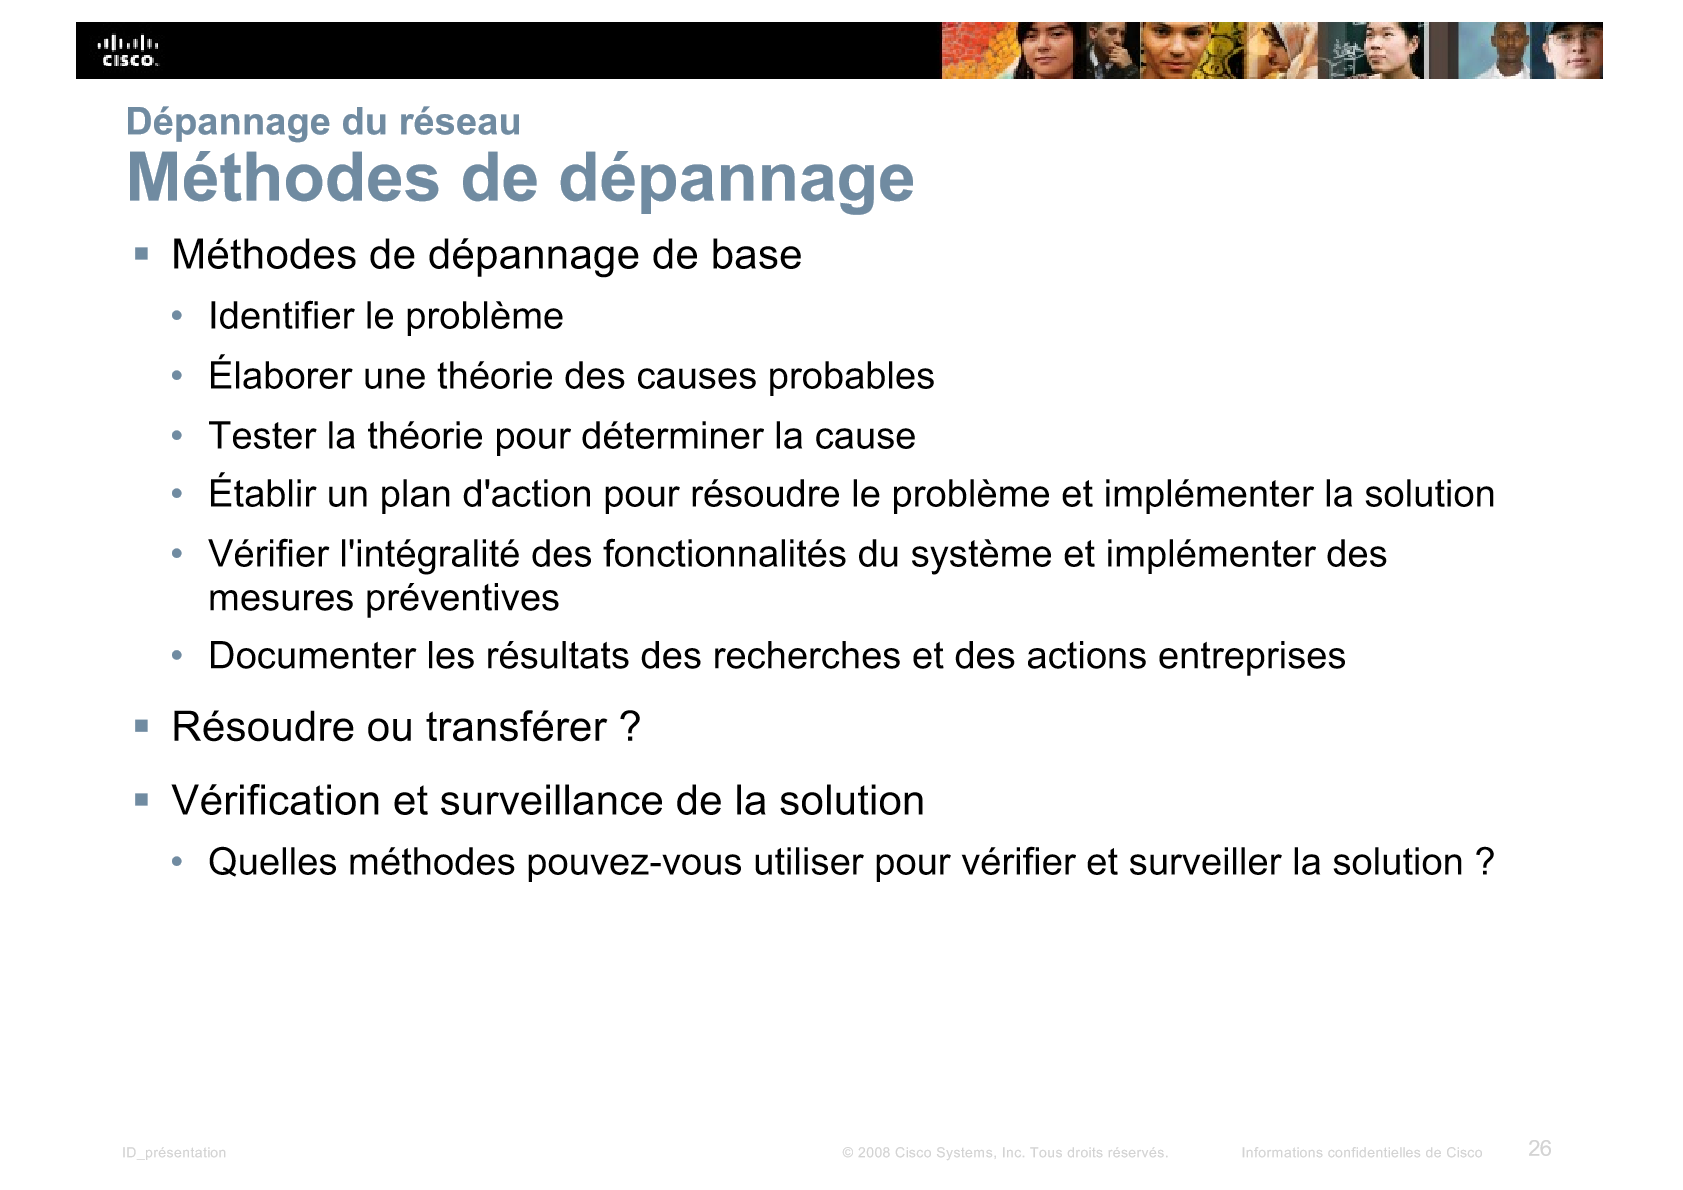 CISCO
Dépannage du réseau
Méthodes de dépannage
▪ Méthodes de dépannage de base
• Identifier le problème
• Élaborer une théorie des causes probables
• Tester la théorie pour déterminer la cause
• Établir un plan d'action pour résoudre le problème et implémenter la solution
• Vérifier l'intégralité des fonctionnalités du système et implémenter des
mesures préventives
• Documenter les résultats des recherches et des actions entreprises
▪ Résoudre ou transférer ?
▪ Vérification et surveillance de la solution
• Quelles méthodes pouvez-vous utiliser pour vérifier et surveiller la solution ?
ID_présentation © 2008 Cisco Systems, Inc. Tous droits réservés. Informations confidentielles de Cisco 26